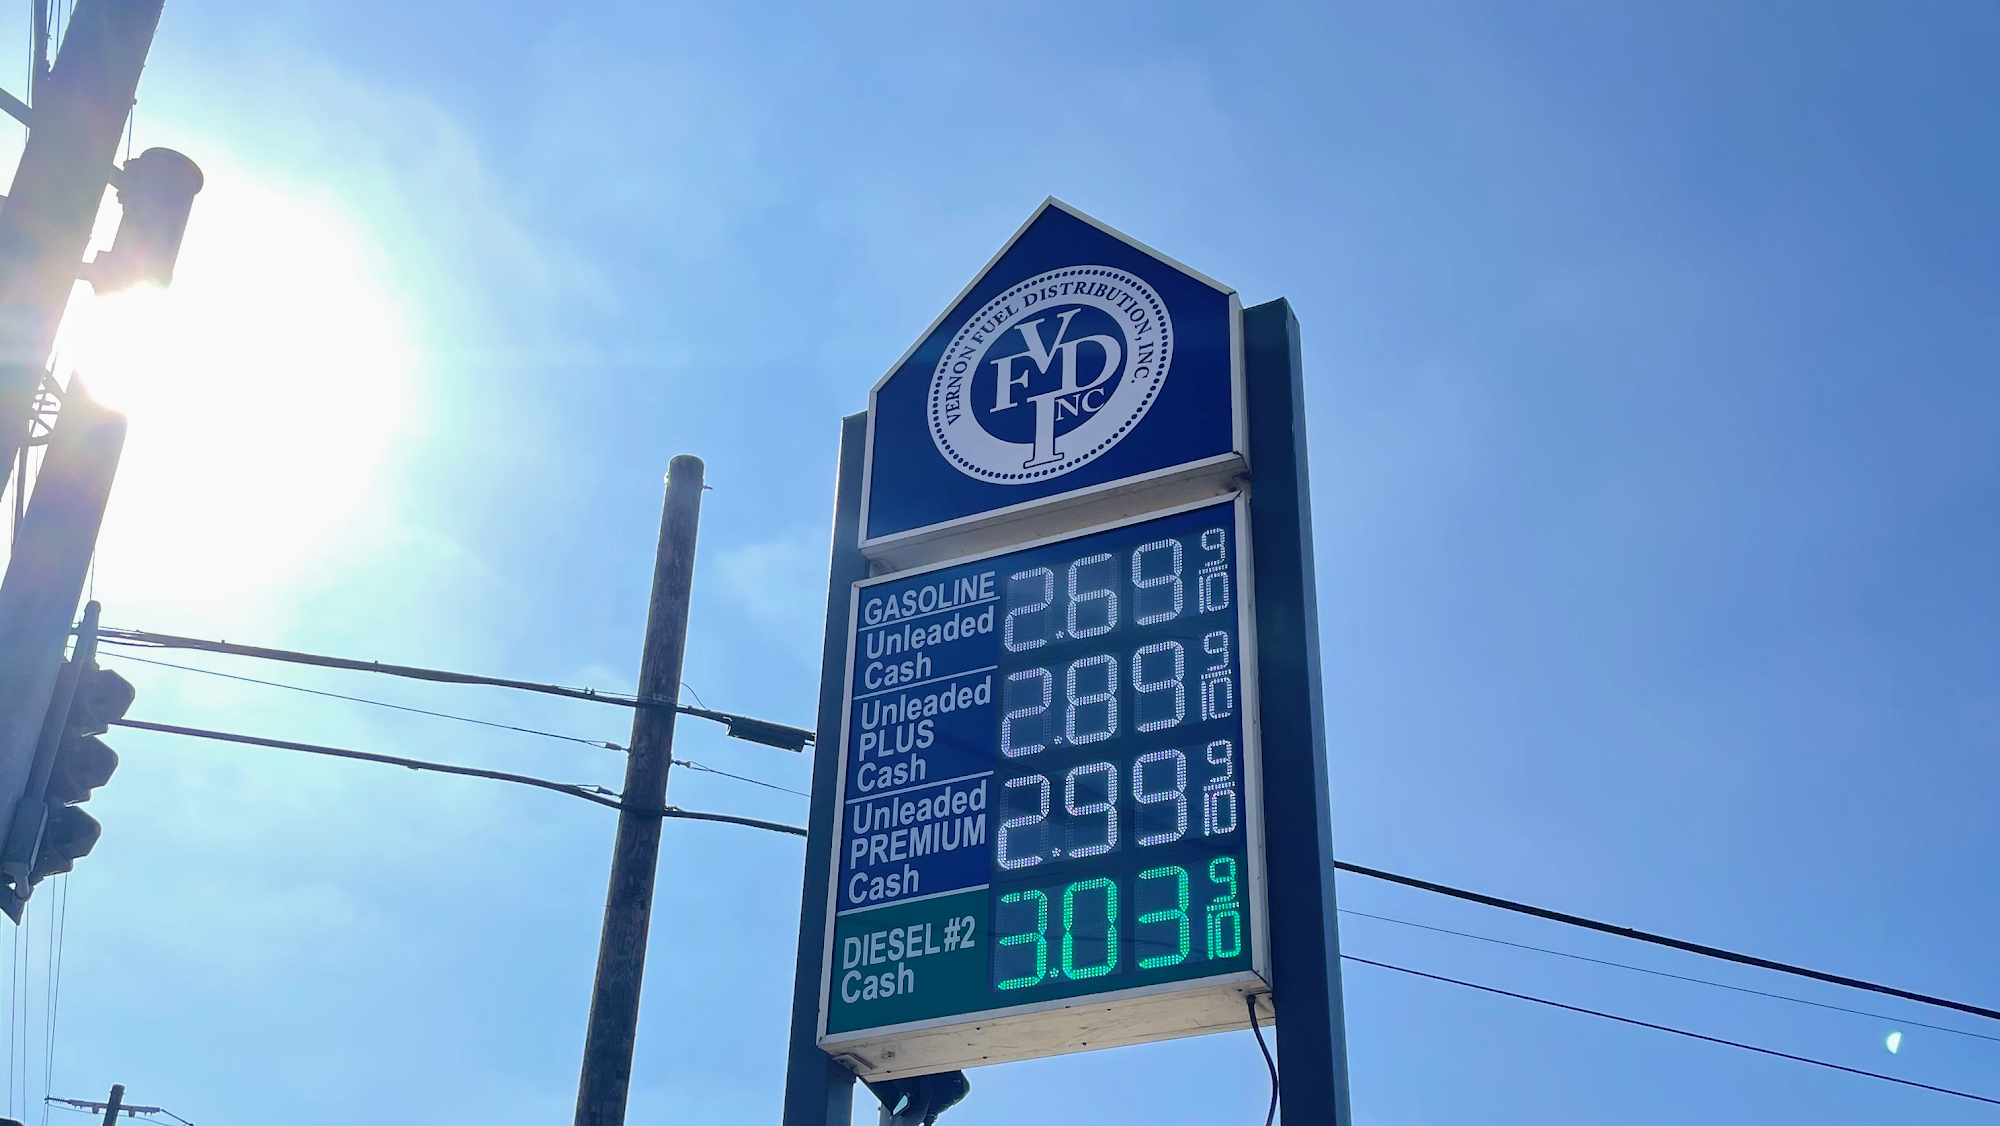 VERNON FUEL DISTRIBUTION, INC.
V
FD
INC
GASOLINE
Unleaded
Cash
2.69 9/10
Unleaded
PLUS
Cash
2.89 9/10
Unleaded
PREMIUM
Cash
2.99 9/10
DIESEL #2
Cash
3.03 9/10